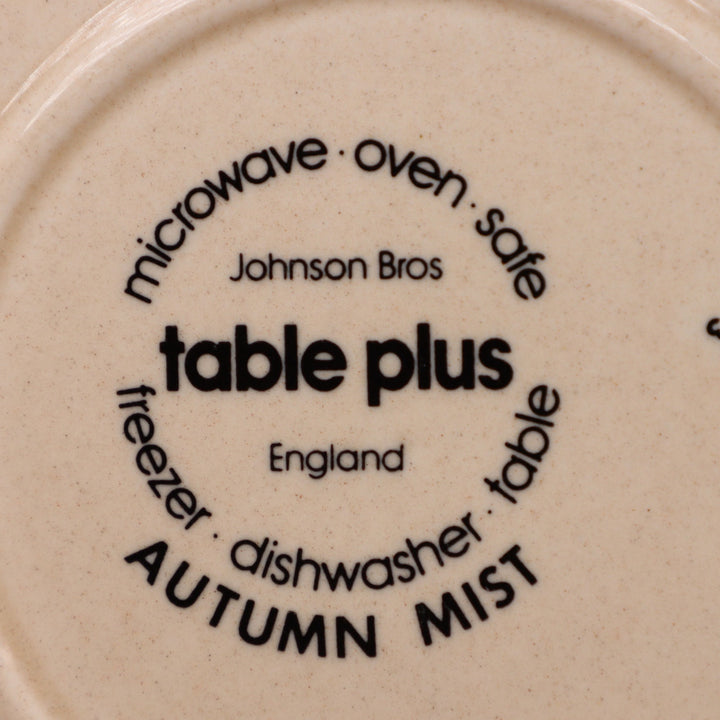 microwave · oven · safe
Johnson Bros
table plus
England
freezer · dishwasher · table
AUTUMN MIST